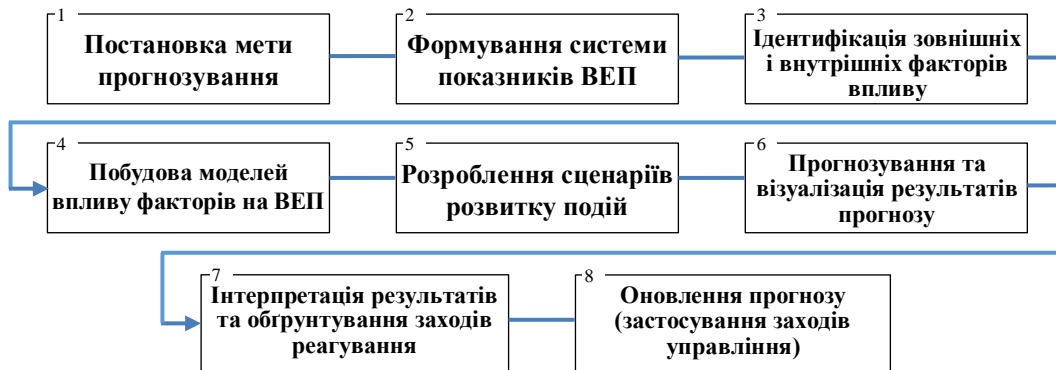 1
Постановка мети
прогнозування
2
Формування системи
показників ВЕП
3
Ідентифікація зовнішніх
і внутрішніх факторів
впливу
4
Побудова моделей
впливу факторів на ВЕП
5
Розроблення сценаріїв
розвитку подій
6
Прогнозування та
візуалізація результатів
прогнозу
7
Інтерпретація результатів
та обґрунтування заходів
реагування
8
Оновлення прогнозу
(застосування заходів
управління)